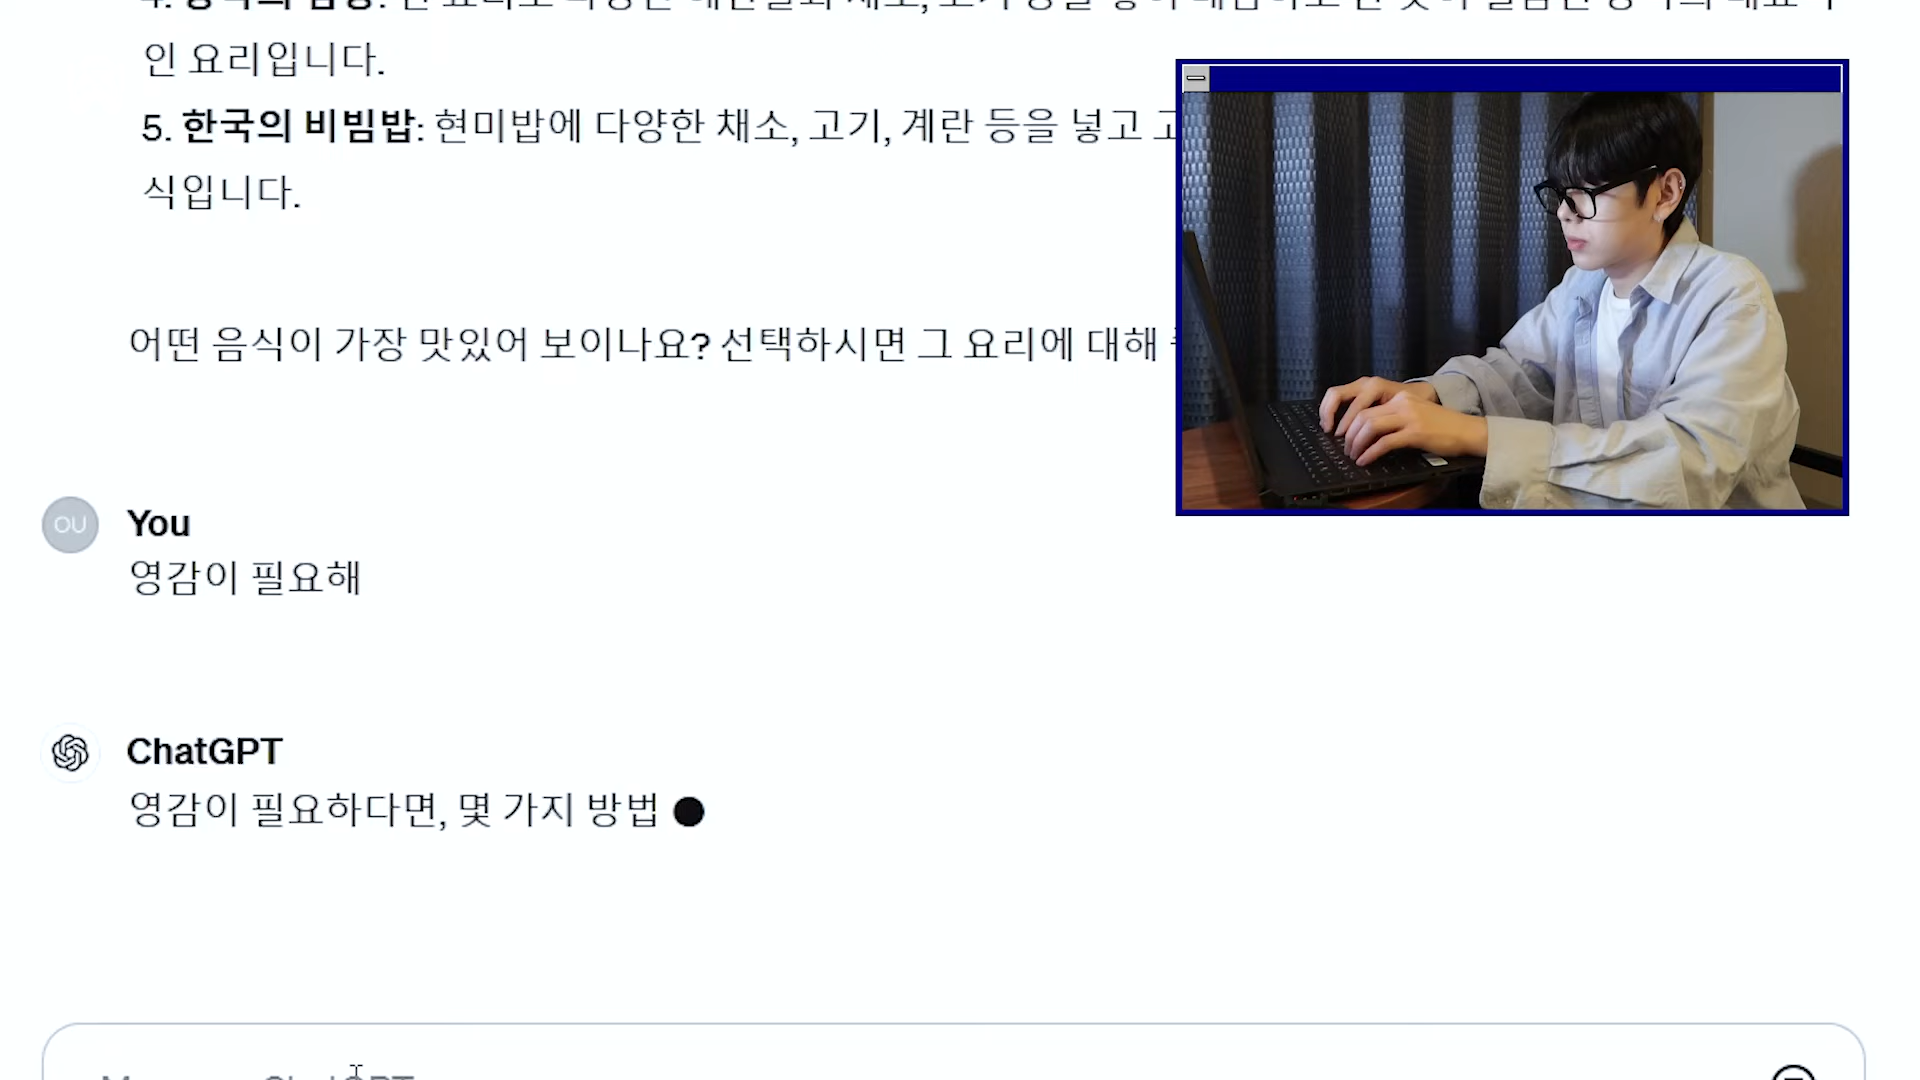 인 요리입니다.
5. 한국의 비빔밥: 현미밥에 다양한 채소, 고기, 계란 등을 넣고
식입니다.
어떤 음식이 가장 맛있어 보이나요? 선택하시면 그 요리에 대해
OU
You
영감이 필요해
ChatGPT
영감이 필요하다면, 몇 가지 방법